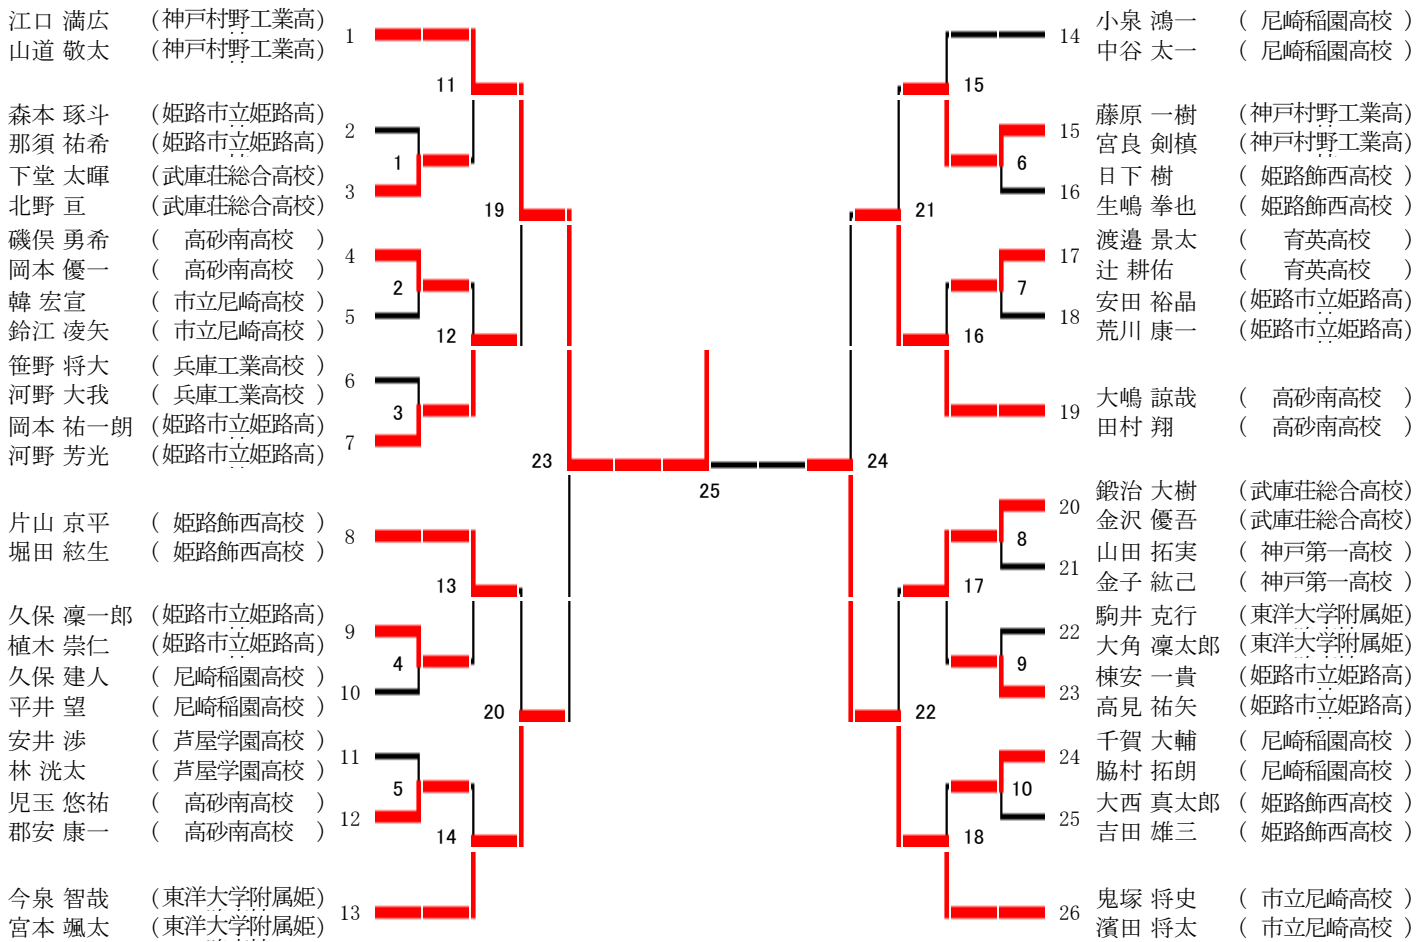 江口 満広 (神戸村野工業高) 1
山道 敬太 (神戸村野工業高)
11
森本 琢斗 (姫路市立姫路高) 2
那須 祐希 (姫路市立姫路高)
1
下堂 太暉 (武庫荘総合高校) 3
北野 亘 (武庫荘総合高校)
19
磯俣 勇希 ( 高砂南高校 ) 4
岡本 優一 ( 高砂南高校 )
2
韓 宏宣 ( 市立尼崎高校 ) 5
鈴江 凌矢 ( 市立尼崎高校 )
12
笹野 将大 ( 兵庫工業高校 ) 6
河野 大我 ( 兵庫工業高校 )
3
岡本 祐一朗 (姫路市立姫路高) 7
河野 芳光 (姫路市立姫路高)
23
25
片山 京平 ( 姫路飾西高校 ) 8
堀田 絃生 ( 姫路飾西高校 )
13
久保 凜一郎 (姫路市立姫路高) 9
植木 崇仁 (姫路市立姫路高)
4
久保 建人 ( 尼崎稲園高校 ) 10
平井 望 ( 尼崎稲園高校 )
20
安井 渉 ( 芦屋学園高校 ) 11
林 洸太 ( 芦屋学園高校 )
5
児玉 悠祐 ( 高砂南高校 ) 12
郡安 康一 ( 高砂南高校 )
14
今泉 智哉 (東洋大学附属姫) 13
宮本 颯太 (東洋大学附属姫)
14 小泉 鴻一 ( 尼崎稲園高校 )
中谷 太一 ( 尼崎稲園高校 )
15
15 藤原 一樹 (神戸村野工業高)
宮良 剣槙 (神戸村野工業高)
6
16 日下 樹 ( 姫路飾西高校 )
生嶋 拳也 ( 姫路飾西高校 )
21
17 渡邉 景太 ( 育英高校 )
辻 耕佑 ( 育英高校 )
7
18 安田 裕晶 (姫路市立姫路高)
荒川 康一 (姫路市立姫路高)
16
19 大嶋 諒哉 ( 高砂南高校 )
田村 翔 ( 高砂南高校 )
24
20 鍛治 大樹 (武庫荘総合高校)
金沢 優吾 (武庫荘総合高校)
8
21 山田 拓実 ( 神戸第一高校 )
金子 紘己 ( 神戸第一高校 )
17
22 駒井 克行 (東洋大学附属姫)
大角 凜太郎 (東洋大学附属姫)
9
23 棟安 一貴 (姫路市立姫路高)
高見 祐矢 (姫路市立姫路高)
22
24 千賀 大輔 ( 尼崎稲園高校 )
脇村 拓朗 ( 尼崎稲園高校 )
10
25 大西 真太郎 ( 姫路飾西高校 )
吉田 雄三 ( 姫路飾西高校 )
18
26 鬼塚 将史 ( 市立尼崎高校 )
濱田 将太 ( 市立尼崎高校 )